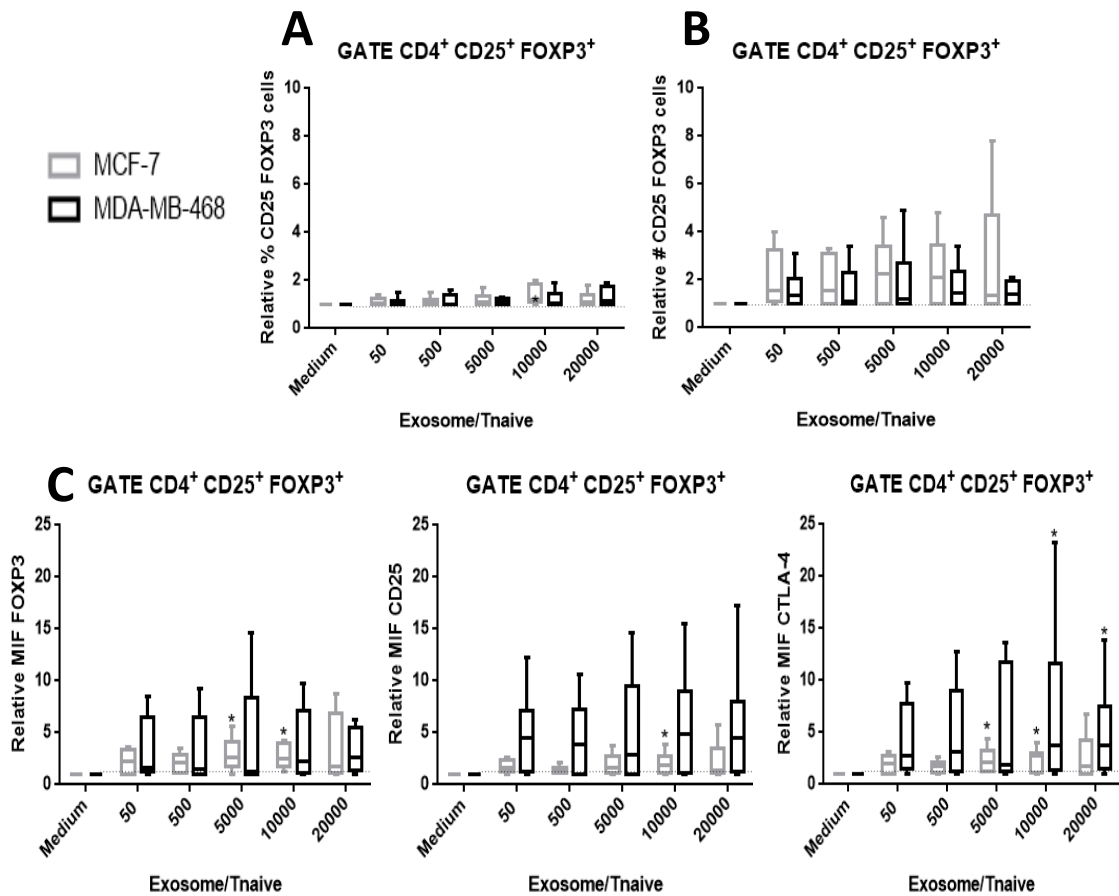 A
GATE CD4+ CD25+ FOXP3+
Relative % CD25 FOXP3 cells
10
8
6
4
2
0
Medium
50
500
5000
10000
20000
*
Exosome/Tnaive
B
GATE CD4+ CD25+ FOXP3+
Relative # CD25 FOXP3 cells
10
8
6
4
2
0
Medium
50
500
5000
10000
20000
Exosome/Tnaive
MCF-7
MDA-MB-468
C
GATE CD4+ CD25+ FOXP3+
Relative MIF FOXP3
25
20
15
10
5
0
*
*
Medium
50
500
5000
10000
20000
Exosome/Tnaive
GATE CD4+ CD25+ FOXP3+
Relative MIF CD25
25
20
15
10
5
0
*
Medium
50
500
5000
10000
20000
Exosome/Tnaive
GATE CD4+ CD25+ FOXP3+
Relative MIF CTLA-4
25
20
15
10
5
0
*
*
*
*
Medium
50
500
5000
10000
20000
Exosome/Tnaive